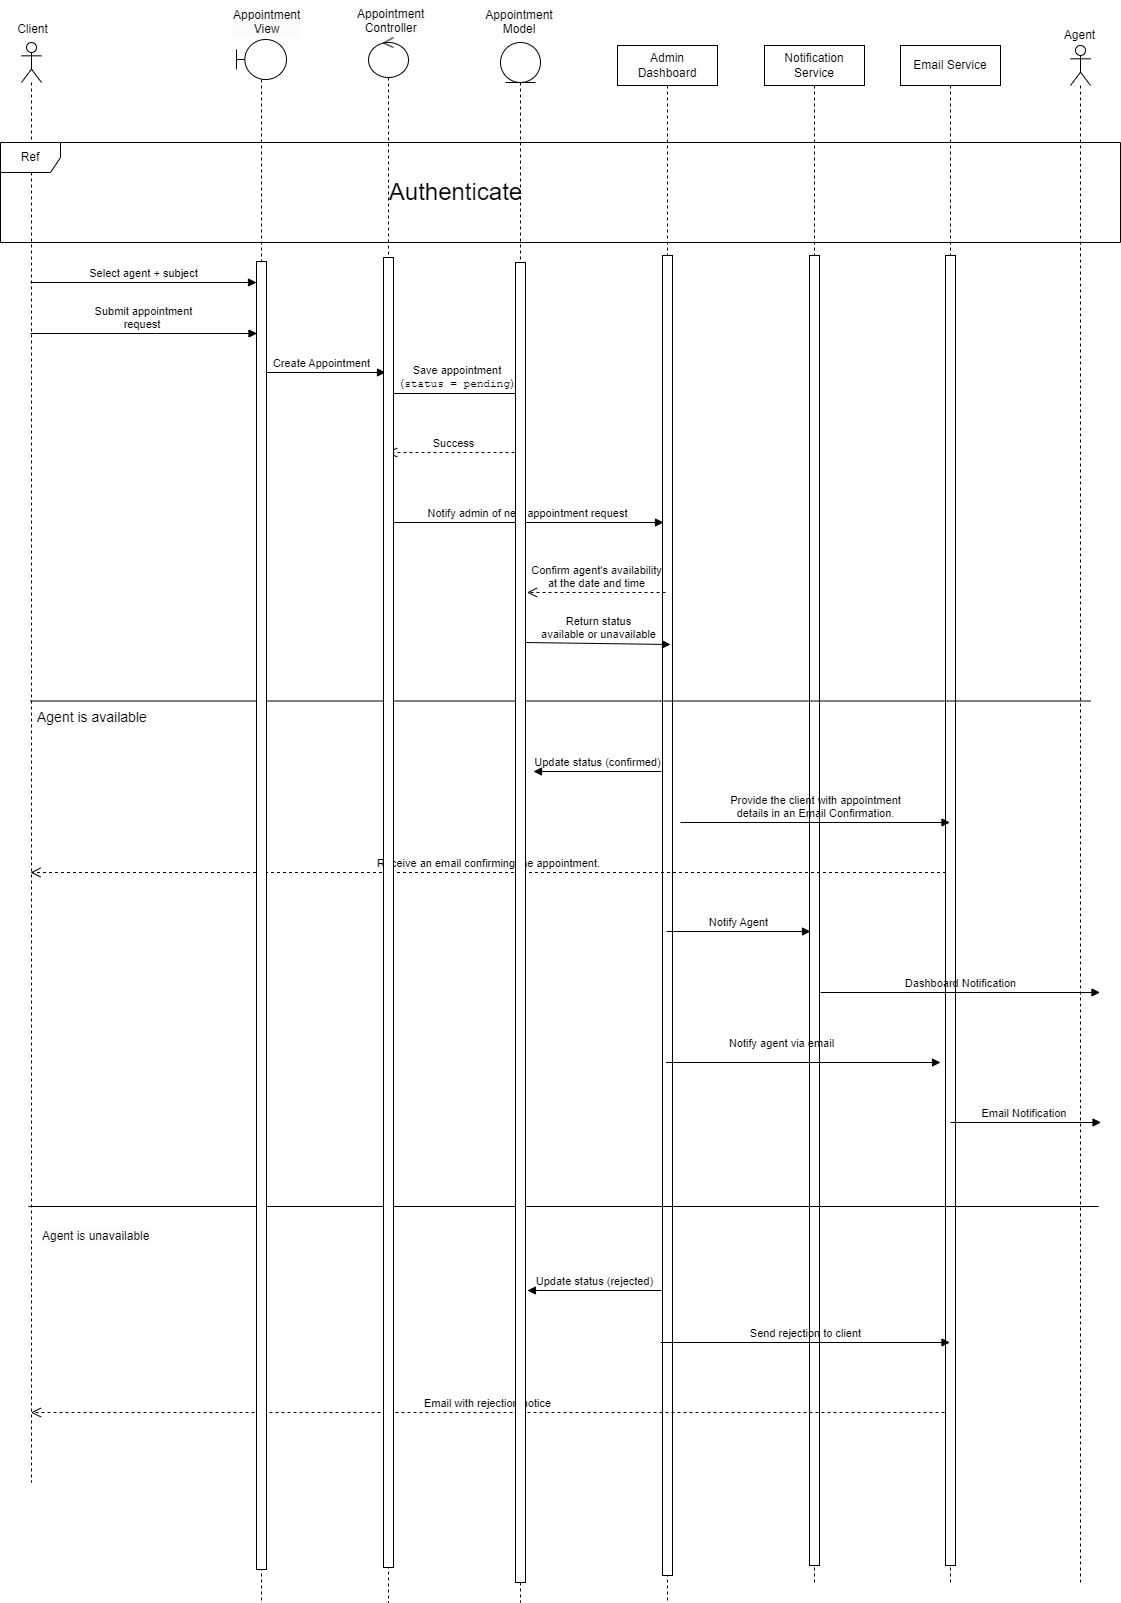 Client
Appointment
View
Appointment
Controller
Appointment
Model
Admin
Dashboard
Notification
Service
Email Service
Agent
Ref
Authenticate
Select agent + subject
Submit appointment
request
Create Appointment
Save appointment
(status = pending)
Success
Notify admin of ne appointment request
Confirm agent's availability
at the date and time
Return status
available or unavailable
Agent is available
Update status (confirmed)
Provide the client with appointment
details in an Email Confirmation.
Receive an email confirming e appointment.
Notify Agent
Dashboard Notification
Notify agent via email
Email Notification
Agent is unavailable
Update status (rejected)
Send rejection to client
Email with rejection notice